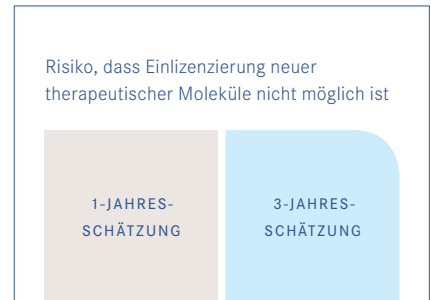 Risiko, dass Einlizenzierung neuer
therapeutischer Moleküle nicht möglich ist
1-JAHRES-
SCHÄTZUNG
3-JAHRES-
SCHÄTZUNG